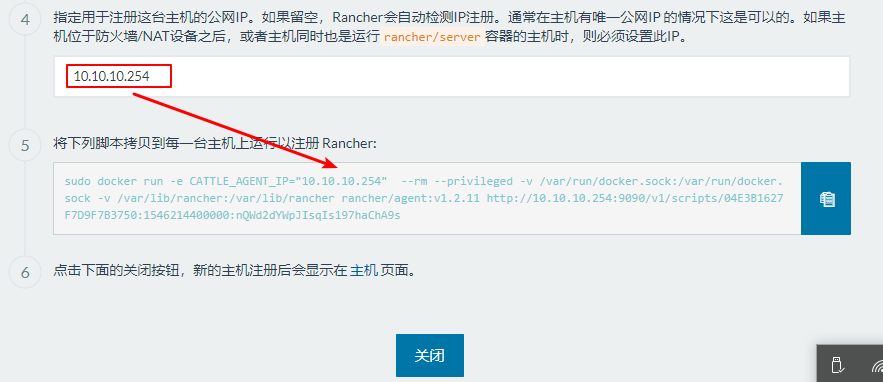 4 指定用于注册这台主机的公网IP。如果留空，Rancher会自动检测IP注册。通常在主机有唯一公网IP 的情况下这是可以的。如果主
机位于防火墙/NAT设备之后，或者主机同时也是运行 rancher/server 容器的主机时，则必须设置此IP。
10.10.10.254
5 将下列脚本拷贝到每一台主机上运行以注册 Rancher:
sudo docker run -e CATTLE_AGENT_IP="10.10.10.254"  --rm --privileged -v /var/run/docker.sock:/var/run/docker.
sock -v /var/lib/rancher:/var/lib/rancher rancher/agent:v1.2.11 http://10.10.10.254:9090/v1/scripts/04E3B1627
F7D9F7B3750:1546214400000:nQWd2dYWpJIsqIs197haChA9s
6 点击下面的关闭按钮，新的主机注册后会显示在 主机 页面。
关闭